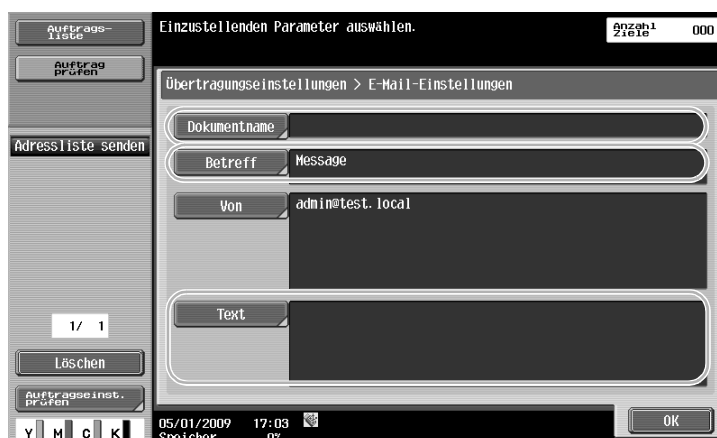 Auftrags-
liste
Auftrag
prüfen
Adressliste senden
1/ 1
Löschen
Auftragseinst.
prüfen
Y M C K
Einzustellenden Parameter auswählen.
Anzahl
Ziele 000
Übertragungseinstellungen > E-Mail-Einstellungen
Dokumentname
Betreff Message
Von admin@test.local
Text
05/01/2009 17:03
Speicher 0%
OK